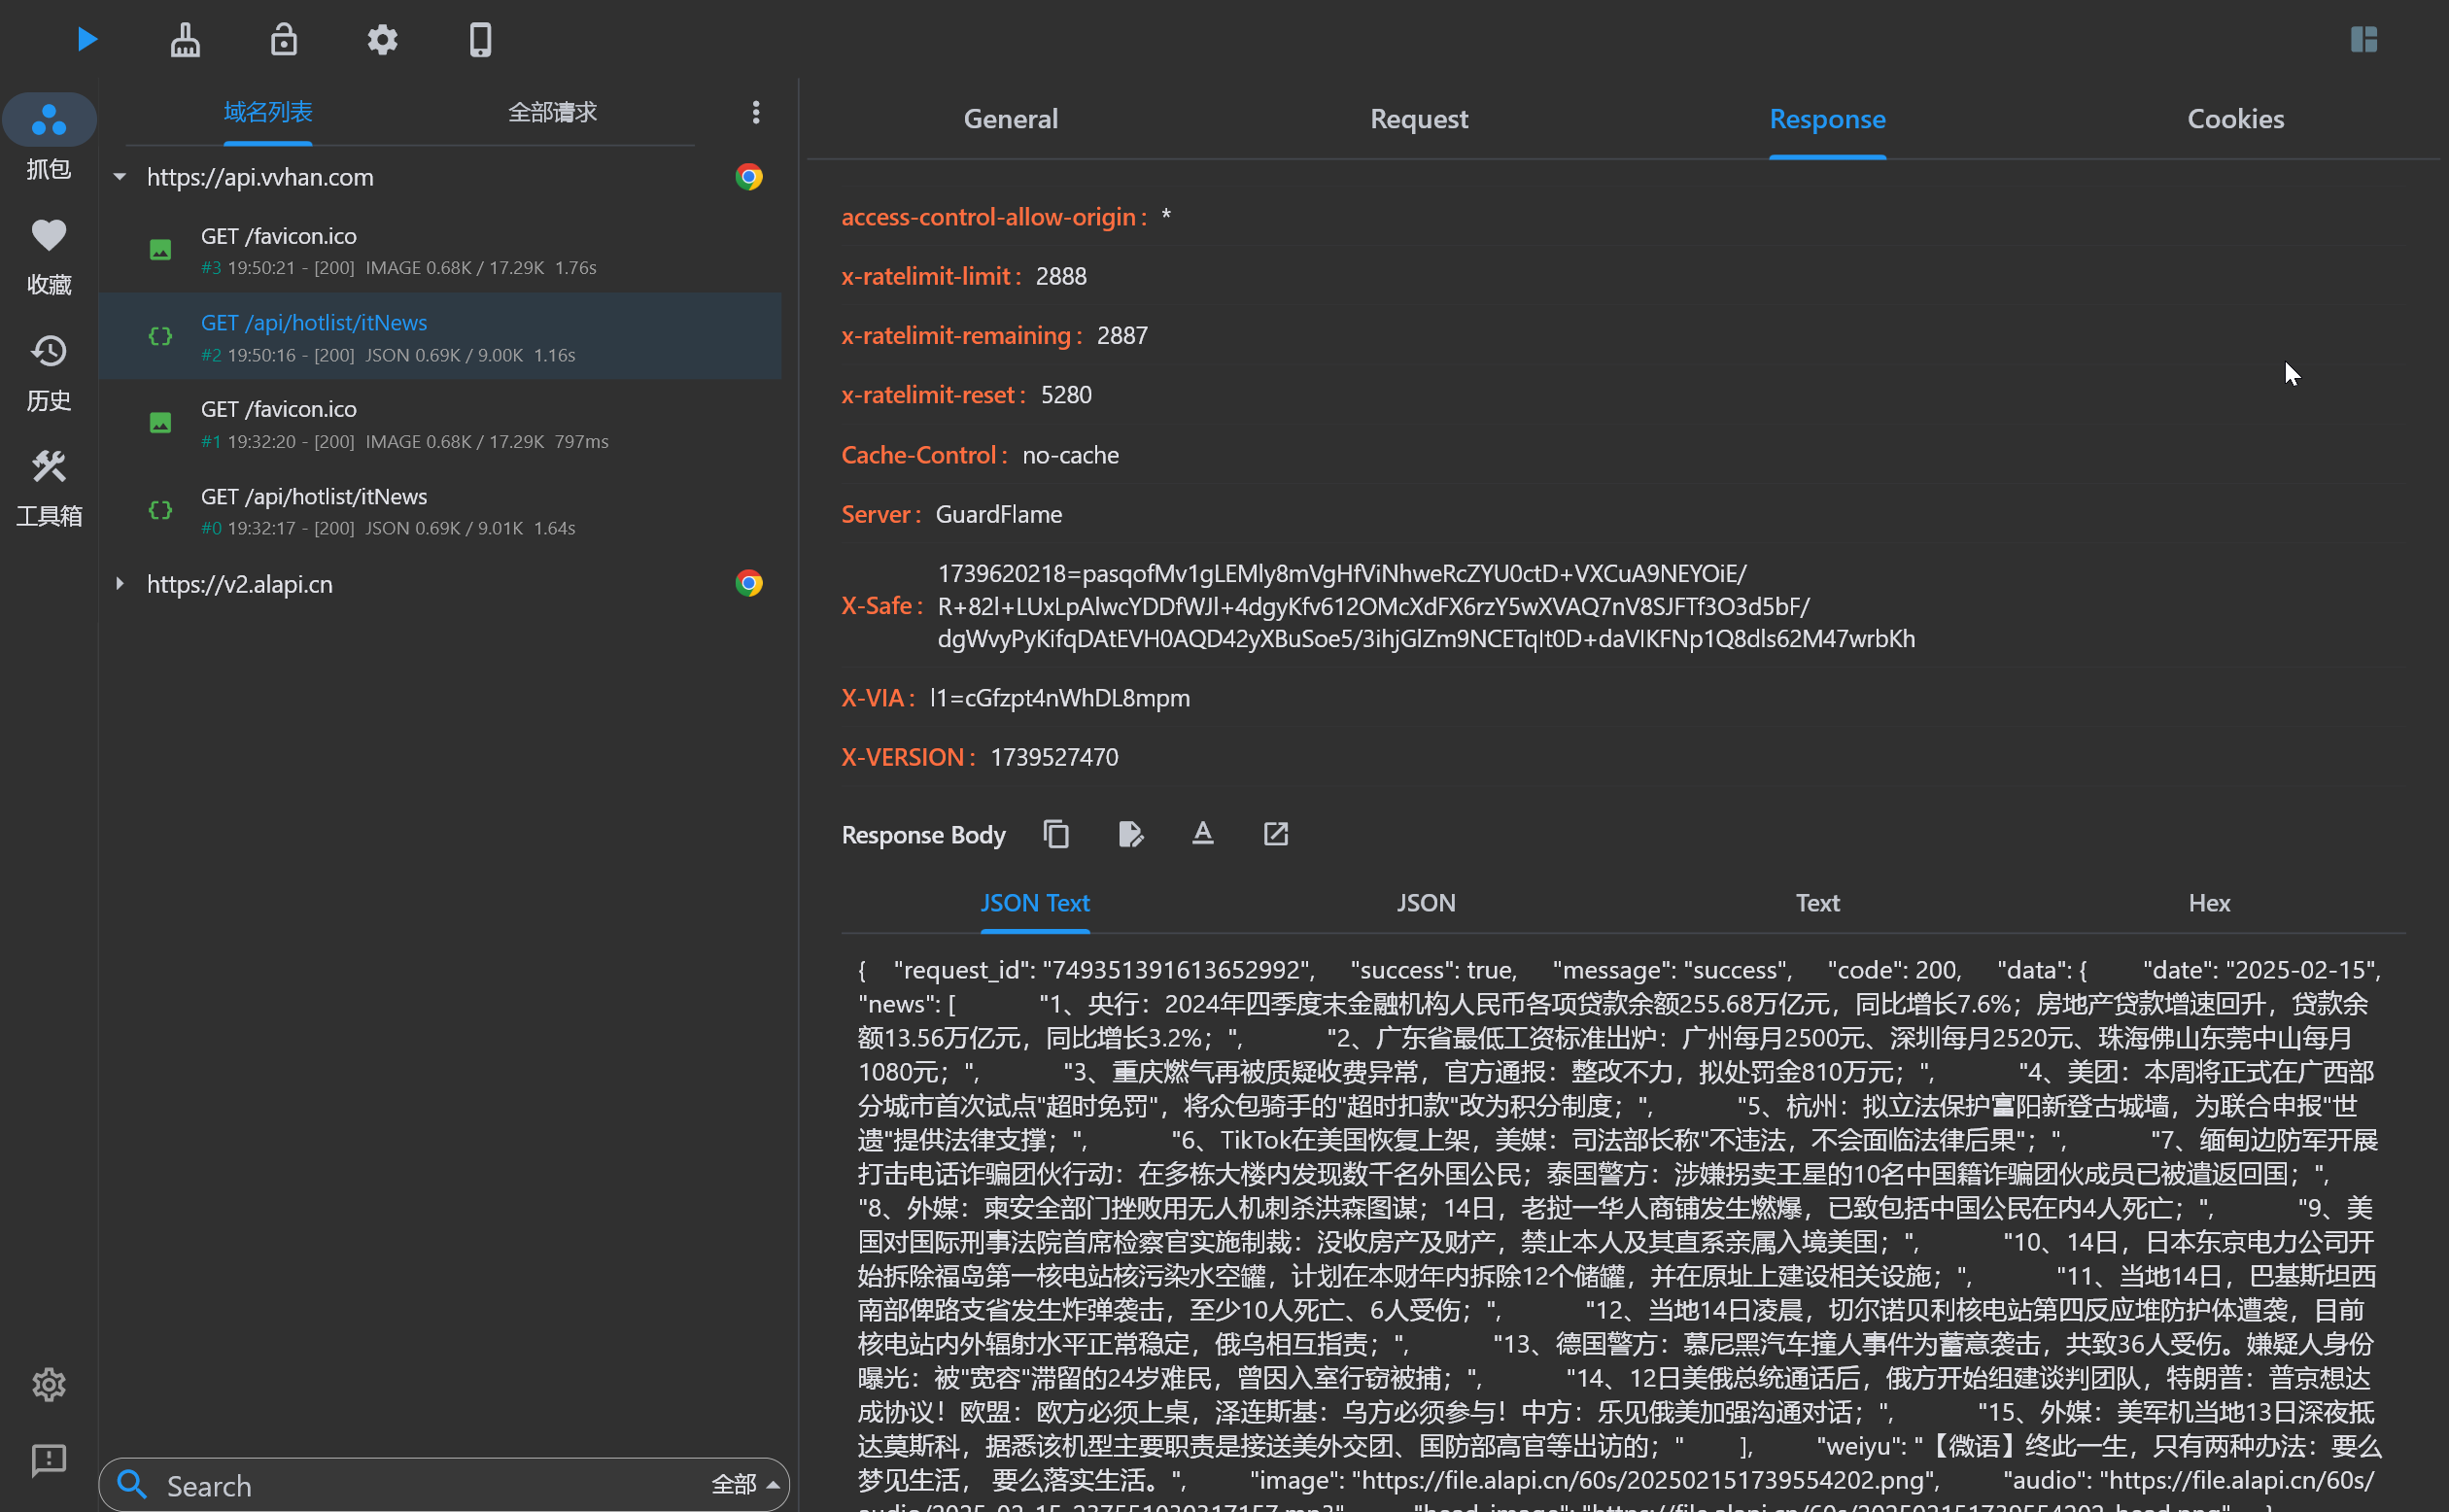 域名列表
全部请求
抓包
收藏
历史
工具箱
https://api.vvhan.com
GET /favicon.ico
#3 19:50:21 - [200] IMAGE 0.68K / 17.29K 1.76s
GET /api/hotlist/itNews
#2 19:50:16 - [200] JSON 0.69K / 9.00K 1.16s
GET /favicon.ico
#1 19:32:20 - [200] IMAGE 0.68K / 17.29K 797ms
GET /api/hotlist/itNews
#0 19:32:17 - [200] JSON 0.69K / 9.01K 1.64s
https://v2.alapi.cn
Search
全部
General
Request
Response
Cookies
access-control-allow-origin : *
x-ratelimit-limit : 2888
x-ratelimit-remaining : 2887
x-ratelimit-reset : 5280
Cache-Control : no-cache
Server : GuardFlame
X-Safe : 1739620218=pasqofMv1gLEMly8mVgHfViNhweRcZYU0ctD+VXCuA9NEYOiE/
R+82l+LUxLpAlwcYDDfWJl+4dgyKfv612OMcXdFX6rzY5wXVAQ7nV8SJFTf3O3d5bF/
dgWvyPyKifqDAtEVH0AQD42yXBuSoe5/3ihjGlZm9NCETqIt0D+daVlKFNp1Q8dls62M47wrbKh
X-VIA : l1=cGfzpt4nWhDL8mpm
X-VERSION : 1739527470
Response Body
JSON Text
JSON
Text
Hex
{ "request_id": "749351391613652992", "success": true, "message": "success", "code": 200, "data": { "date": "2025-02-15",
"news": [ "1、央行：2024年四季度末金融机构人民币各项贷款余额255.68万亿元，同比增长7.6%；房地产贷款增速回升，贷款余
额13.56万亿元，同比增长3.2%；", "2、广东省最低工资标准出炉：广州每月2500元、深圳每月2520元、珠海佛山东莞中山每月
1080元；", "3、重庆燃气再被质疑收费异常，官方通报：整改不力，拟处罚金810万元；", "4、美团：本周将正式在广西部
分城市首次试点"超时免罚"，将众包骑手的"超时扣款"改为积分制度；", "5、杭州：拟立法保护富阳新登古城墙，为联合申报"世
遗"提供法律支撑；", "6、TikTok在美国恢复上架，美媒：司法部长称"不违法，不会面临法律后果"；", "7、缅甸边防军开展
打击电话诈骗团伙行动：在多栋大楼内发现数千名外国公民；泰国警方：涉嫌拐卖王星的10名中国籍诈骗团伙成员已被遣返回国；",
"8、外媒：柬安全部门挫败用无人机刺杀洪森图谋；14日，老挝一华人商铺发生燃爆，已致包括中国公民在内4人死亡；", "9、美
国对国际刑事法院首席检察官实施制裁：没收房产及财产，禁止本人及其直系亲属入境美国；", "10、14日，日本东京电力公司开
始拆除福岛第一核电站核污染水空罐，计划在本财年内拆除12个储罐，并在原址上建设相关设施；", "11、当地14日，巴基斯坦西
南部俾路支省发生炸弹袭击，至少10人死亡、6人受伤；", "12、当地14日凌晨，切尔诺贝利核电站第四反应堆防护体遭袭，目前
核电站内外辐射水平正常稳定，俄乌相互指责；", "13、德国警方：慕尼黑汽车撞人事件为蓄意袭击，共致36人受伤。嫌疑人身份
曝光：被"宽容"滞留的24岁难民，曾因入室行窃被捕；", "14、12日美俄总统通话后，俄方开始组建谈判团队，特朗普：普京想达
成协议！欧盟：欧方必须上桌，泽连斯基：乌方必须参与！中方：乐见俄美加强沟通对话；", "15、外媒：美军机当地13日深夜抵
达莫斯科，据悉该机型主要职责是接送美外交团、国防部高官等出访的；" ], "weiyu": "【微语】终此一生，只有两种办法：要么
梦见生活， 要么落实生活。", "image": "https://file.alapi.cn/60s/202502151739554202.png", "audio": "https://file.alapi.cn/60s/